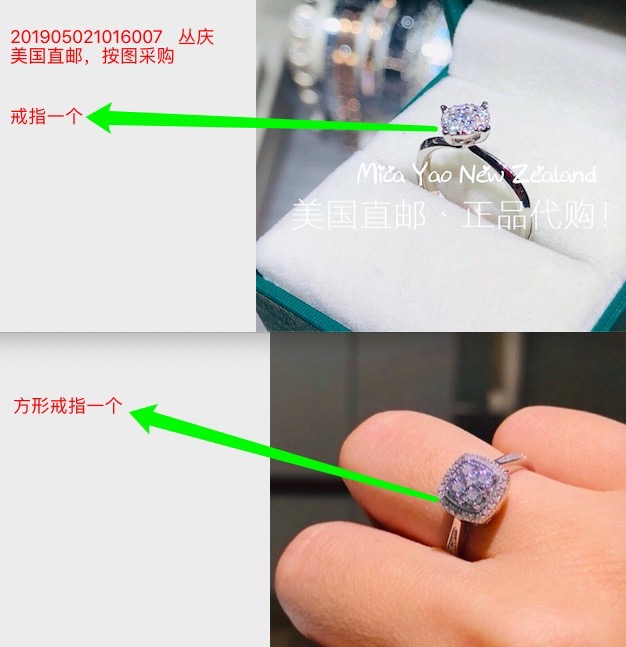 201905021016007 丛庆
美国直邮，按图采购
戒指一个
Mica Yao New Zealand
美国直邮、正品代购！
方形戒指一个